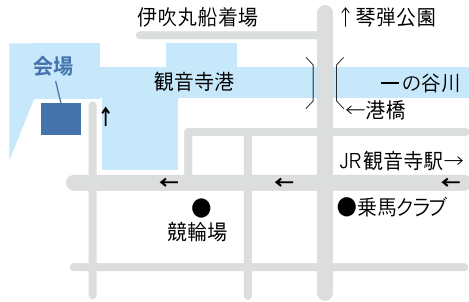 伊吹丸船着場
↑琴弾公園
会場
観音寺港
一の谷川
←港橋
JR観音寺駅→
乗馬クラブ
競輪場